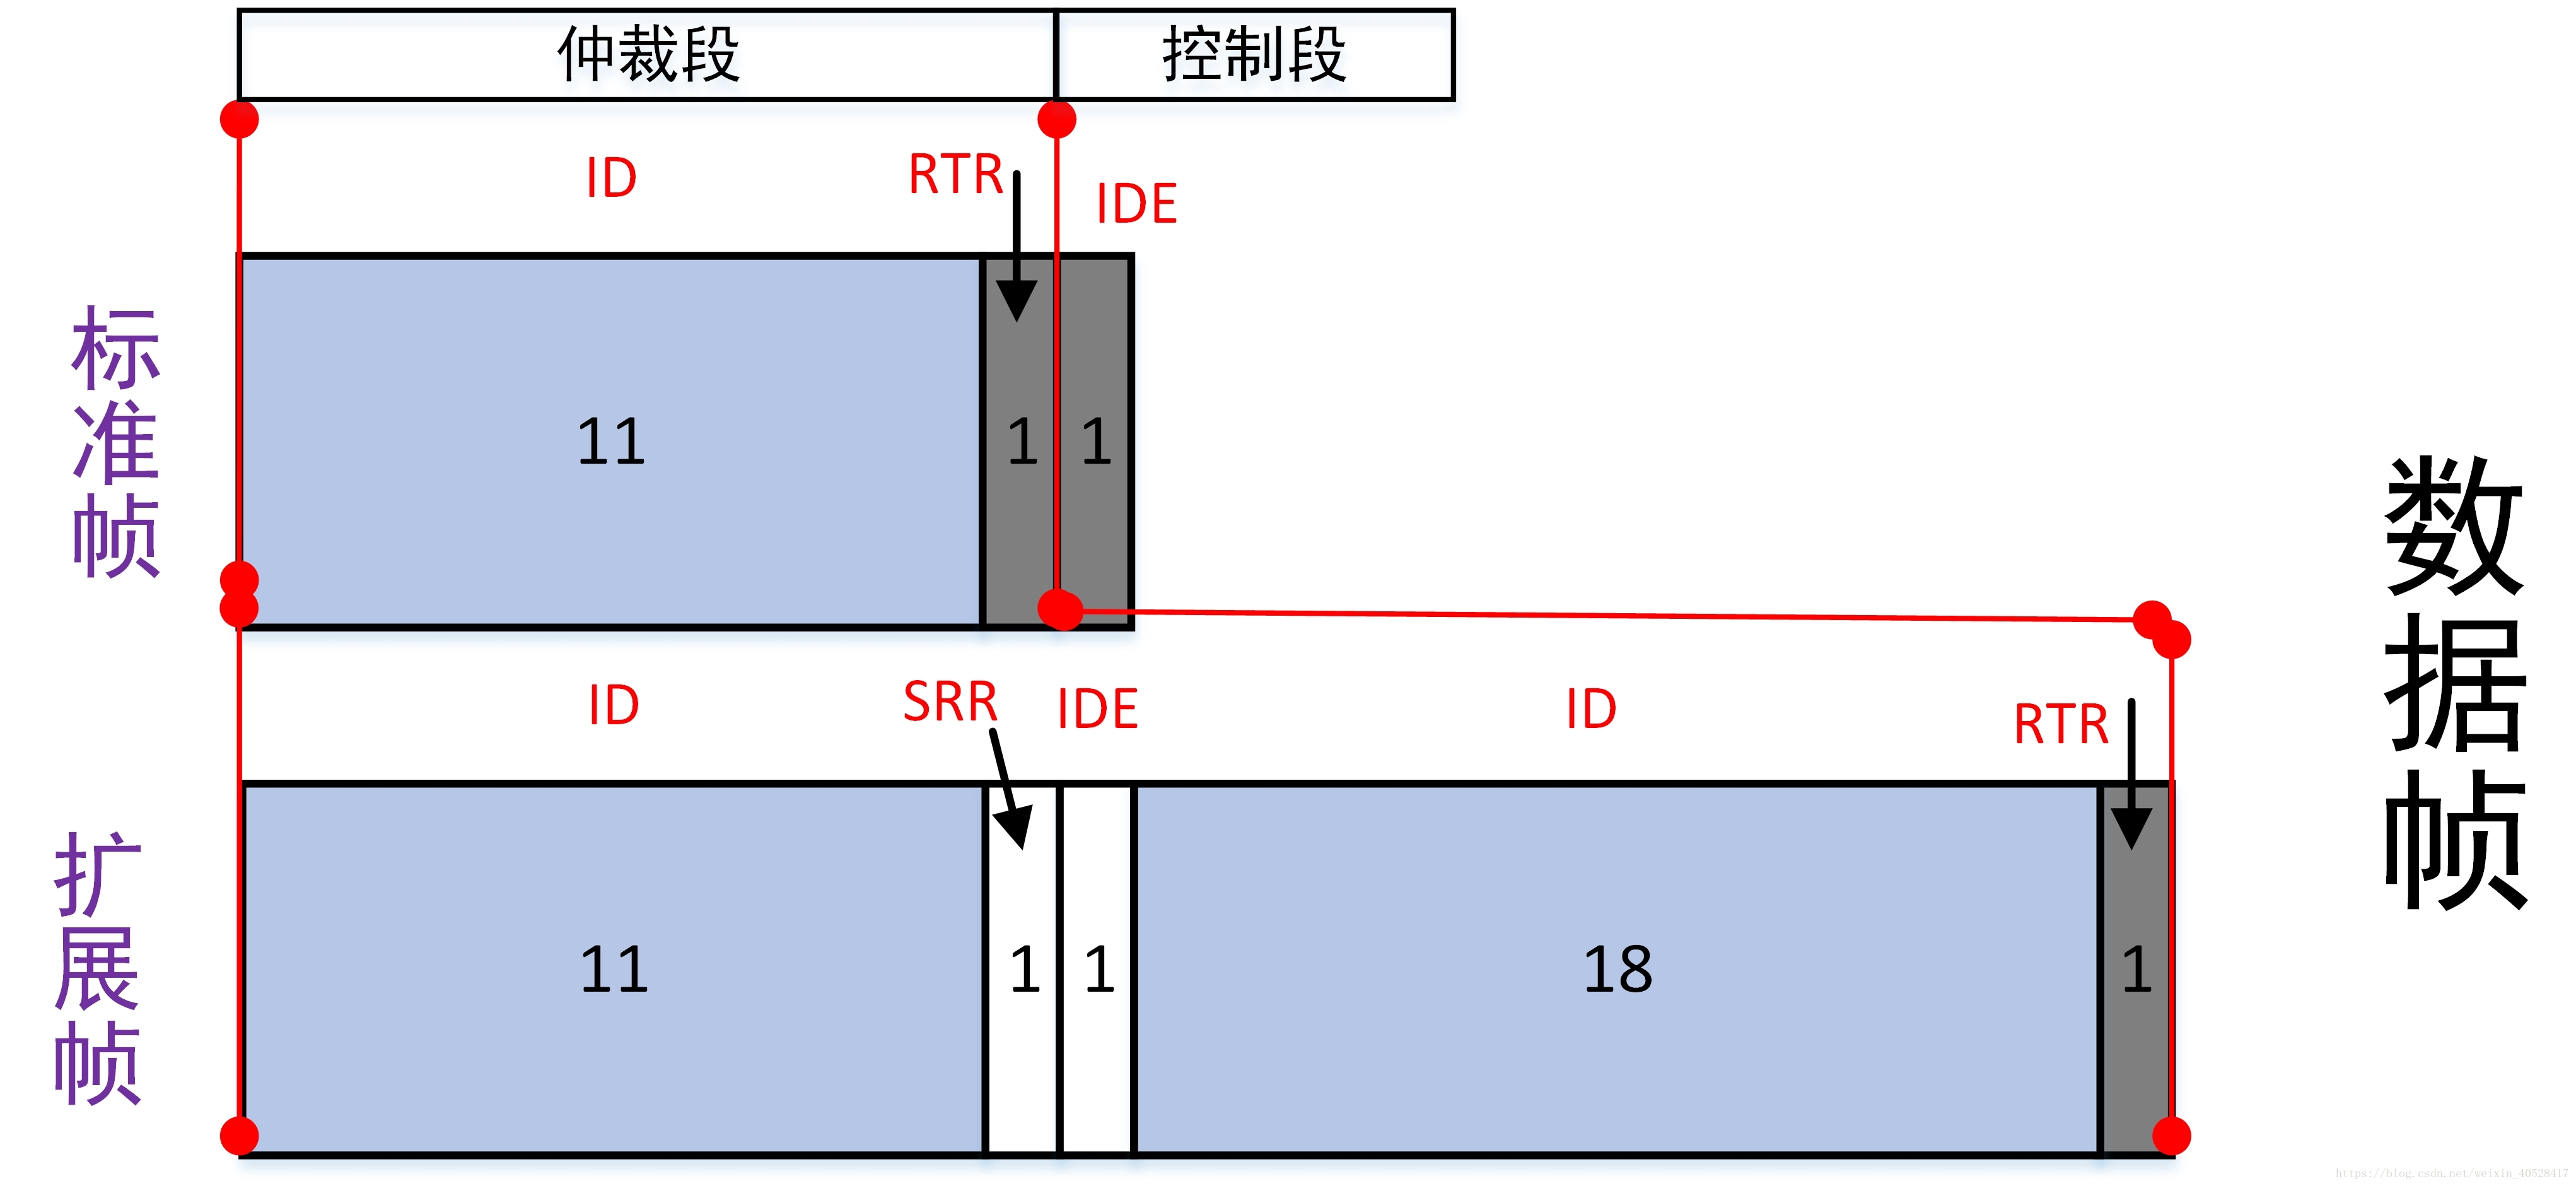 仲裁段 控制段
ID RTR IDE
标准帧
11 1 1
数据帧
ID SRR IDE ID RTR
扩展帧
11 1 1 18 1
https://blog.csdn.net/weixin_40528417